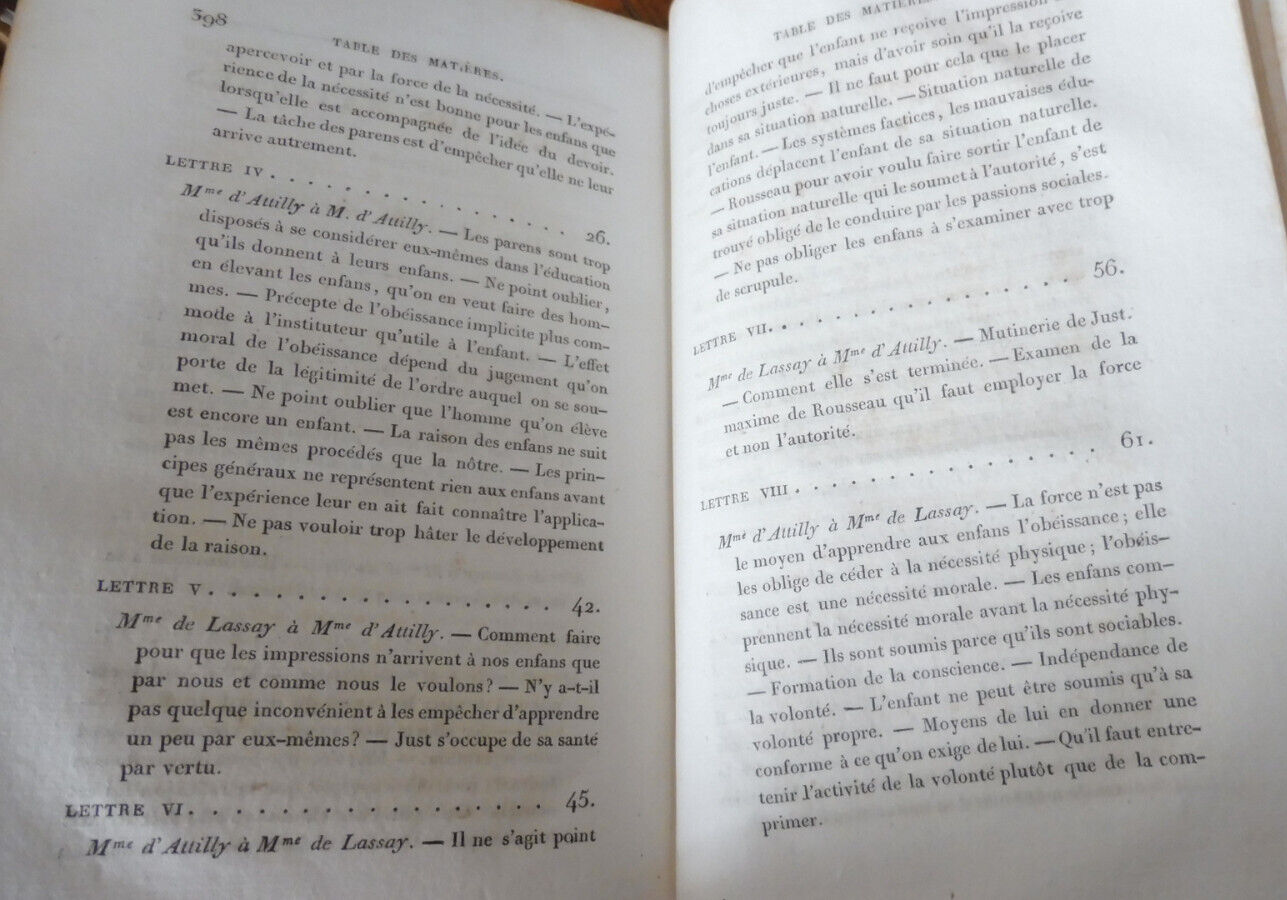 398
TABLE DES MATIÈRES.
apercevoir et par la force de la nécessité. — L'expé-
rience de la nécessité n'est bonne pour les enfans que
lorsqu'elle est accompagnée de l'idée du devoir.
— La tâche des parens est d'empêcher qu'elle ne leur
arrive autrement.
LETTRE IV . . . . . . . . . . . . . . . 26.
Mme d'Attilly à M. d'Attilly. — Les parens sont trop
disposés à se considérer eux-mêmes dans l'éducation
qu'ils donnent à leurs enfans. — Ne point oublier,
en élevant les enfans, qu'on en veut faire des hom-
mes. — Précepte de l'obéissance implicite plus com-
mode à l'instituteur qu'utile à l'enfant. — L'effet
moral de l'obéissance dépend du jugement qu'on
porte de la légitimité de l'ordre auquel on se sou-
met. — Ne point oublier que l'homme qu'on élève
est encore un enfant. — La raison des enfans ne suit
pas les mêmes procédés que la nôtre. — Les prin-
cipes généraux ne représentent rien aux enfans avant
que l'expérience leur en ait fait connaître l'applica-
tion. — Ne pas vouloir trop hâter le développement
de la raison.
LETTRE V. . . . . . . . . . . . . . . . . . 42.
Mme de Lassay à Mme d'Attilly. — Comment faire
pour que les impressions n'arrivent à nos enfans que
par nous et comme nous le voulons? — N'y a-t-il
pas quelque inconvénient à les empêcher d'apprendre
un peu par eux-mêmes? — Just s'occupe de sa santé
par vertu.
LETTRE VI. . . . . . . . . . . . . . . . . . . 45.
Mme d'Attilly à Mme de Lassay. — Il ne s'agit point
TABLE DES MATIÈRES
d'empêcher que l'enfant ne reçoive l'impression
choses extérieures, mais d'avoir soin qu'il la reçoive
toujours juste. — Il ne faut pour cela que le placer
dans sa situation naturelle. — Situation naturelle de
l'enfant. — Les systèmes factices, les mauvaises édu-
cations déplacent l'enfant de sa situation naturelle.
— Rousseau pour avoir voulu faire sortir l'enfant de
sa situation naturelle qui le soumet à l'autorité, s'est
trouvé obligé de le conduire par les passions sociales.
— Ne pas obliger les enfans à s'examiner avec trop
de scrupule.
LETTRE VII. . . . . . . . . . . . . . . . 56.
Mme de Lassay à Mme d'Attilly. — Mutinerie de Just.
— Comment elle s'est terminée. — Examen de la
maxime de Rousseau qu'il faut employer la force
et non l'autorité.
LETTRE VIII . . . . . . . . . . . . . . . 61.
Mme d'Attilly à Mme de Lassay. — La force n'est pas
le moyen d'apprendre aux enfans l'obéissance; elle
les oblige de céder à la nécessité physique; l'obéis-
sance est une nécessité morale. — Les enfans com-
prennent la nécessité morale avant la nécessité phy-
sique. — Ils sont soumis parce qu'ils sont sociables.
— Formation de la conscience. — Indépendance de
la volonté. — L'enfant ne peut être soumis qu'à sa
volonté propre. — Moyens de lui en donner une
conforme à ce qu'on exige de lui. — Qu'il faut entre-
tenir l'activité de la volonté plutôt que de la com-
primer.